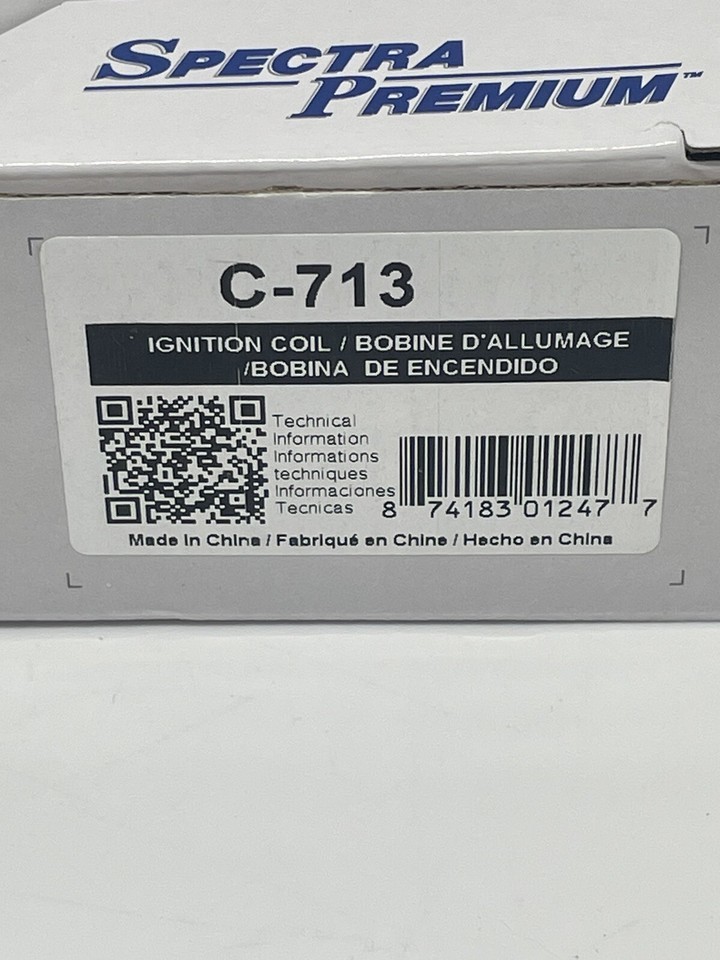 SPECTRA
PREMIUM™
C-713
IGNITION COIL / BOBINE D'ALLUMAGE
/BOBINA DE ENCENDIDO
Technical
Information
Informations
techniques
Informaciones
Tecnicas
8 74183 01247 7
Made in China / Fabriqué en Chine / Hecho en China